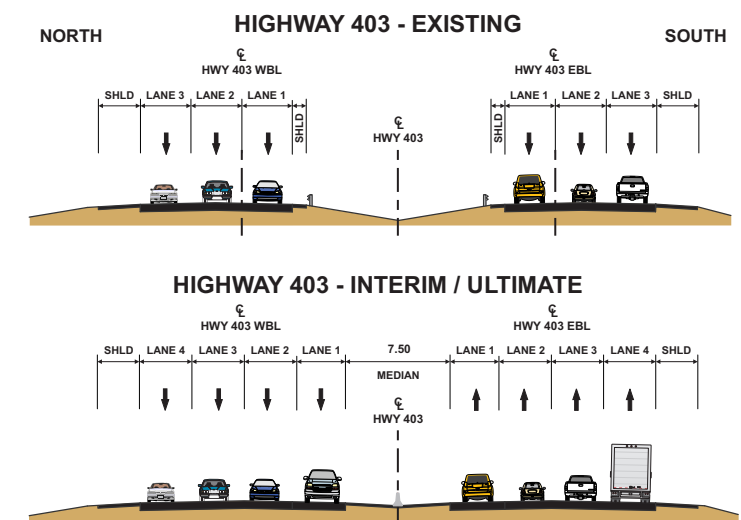 HIGHWAY 403 - EXISTING
NORTH
SOUTH
℄
HWY 403 WBL
℄
HWY 403 EBL
SHLD LANE 3 LANE 2 LANE 1 SHLD
SHLD LANE 1 LANE 2 LANE 3 SHLD
℄
HWY 403
HIGHWAY 403 - INTERIM / ULTIMATE
℄
HWY 403 WBL
℄
HWY 403 EBL
SHLD LANE 4 LANE 3 LANE 2 LANE 1 7.50 LANE 1 LANE 2 LANE 3 LANE 4 SHLD
MEDIAN
℄
HWY 403